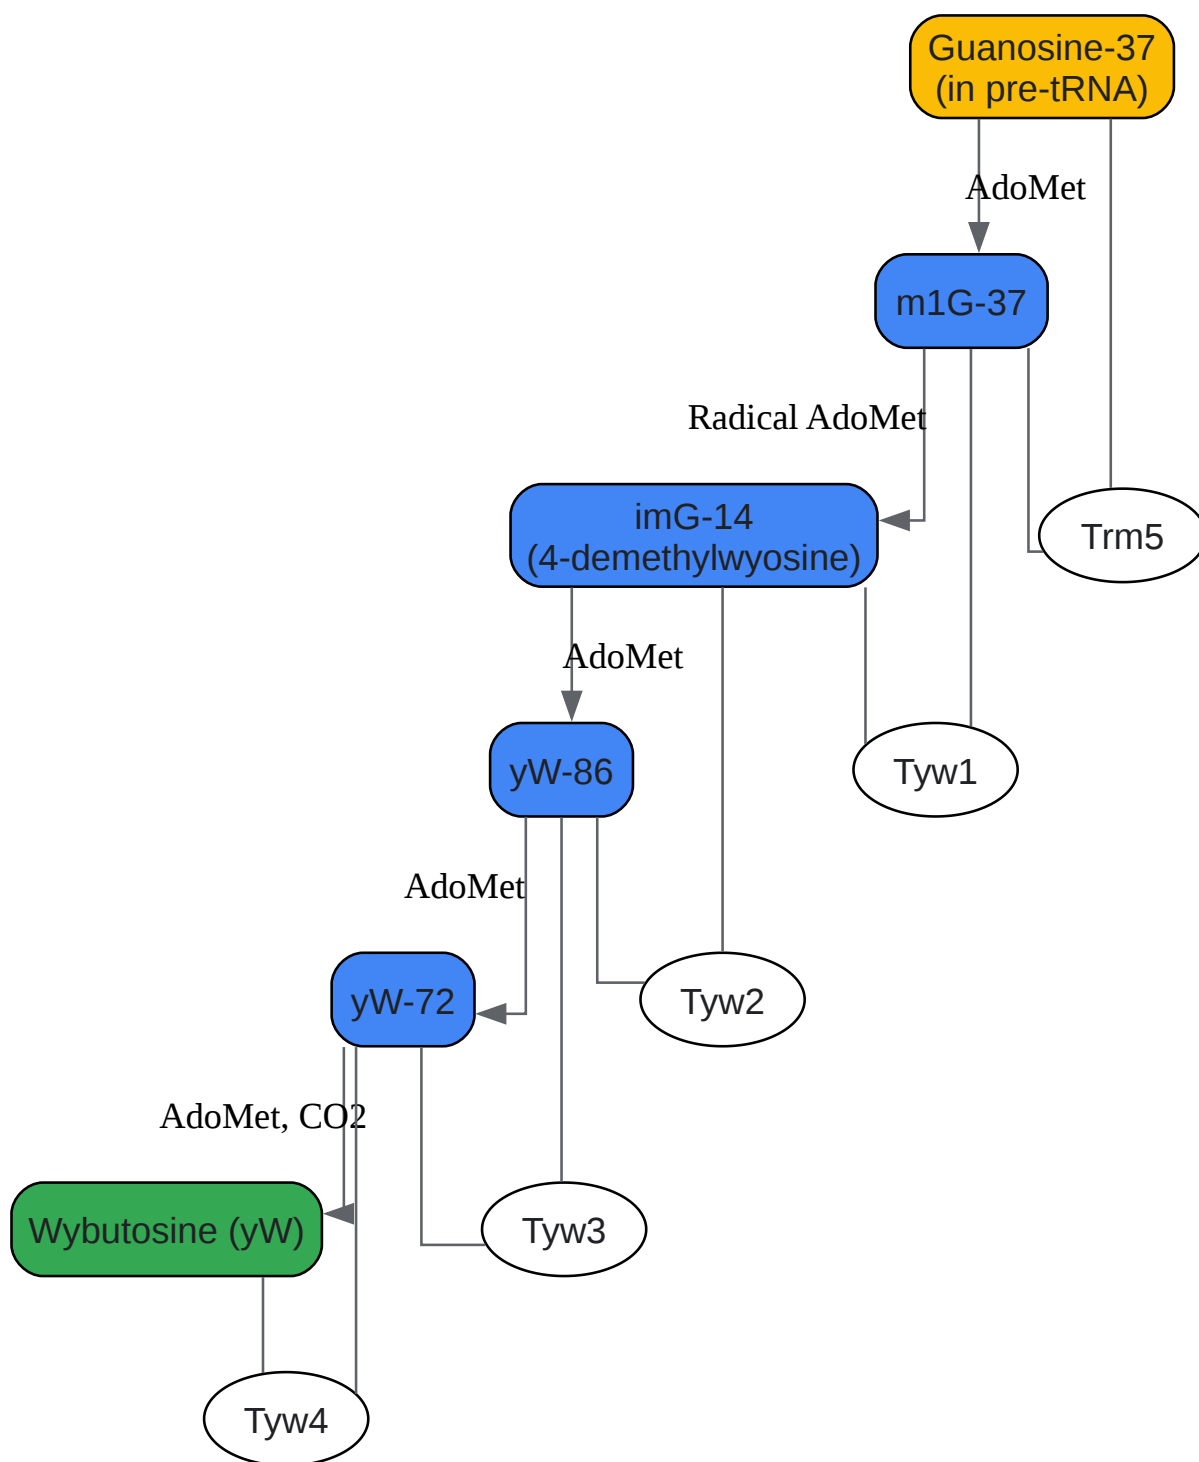 Guanosine-37
(in pre-tRNA)
AdoMet
m1G-37
Radical AdoMet
imG-14
(4-demethylwyosine)
Trm5
AdoMet
yW-86
Tyw1
AdoMet
yW-72
Tyw2
AdoMet, CO2
Wybutosine (yW)
Tyw3
Tyw4